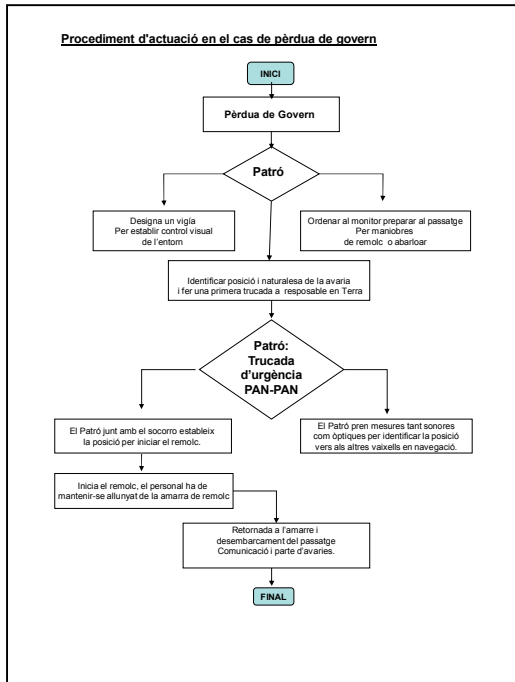 Procediment d'actuació en el cas de pèrdua de govern
INICI
Pèrdua de Govern
Patró
Designa un vigía
Per establir control visual
de l'entorn
Ordenar al monitor preparar al passatge
Per maniobres
de remolc o abarloar
Identificar posició i naturalesa de la avaria
i fer una primera trucada a resposable en Terra
Patró:
Trucada
d'urgència
PAN-PAN
El Patró junt amb el socorro estableix
la posició per iniciar el remolc.
El Patró pren mesures tant sonores
com òptiques per identificar la posició
vers als altres vaixells en navegació.
Inicia el remolc, el personal ha de
mantenir-se allunyat de la amarra de remolc
Retornada a l'amarre i
desembarcament del passatge
Comunicació i parte d'avaries.
FINAL